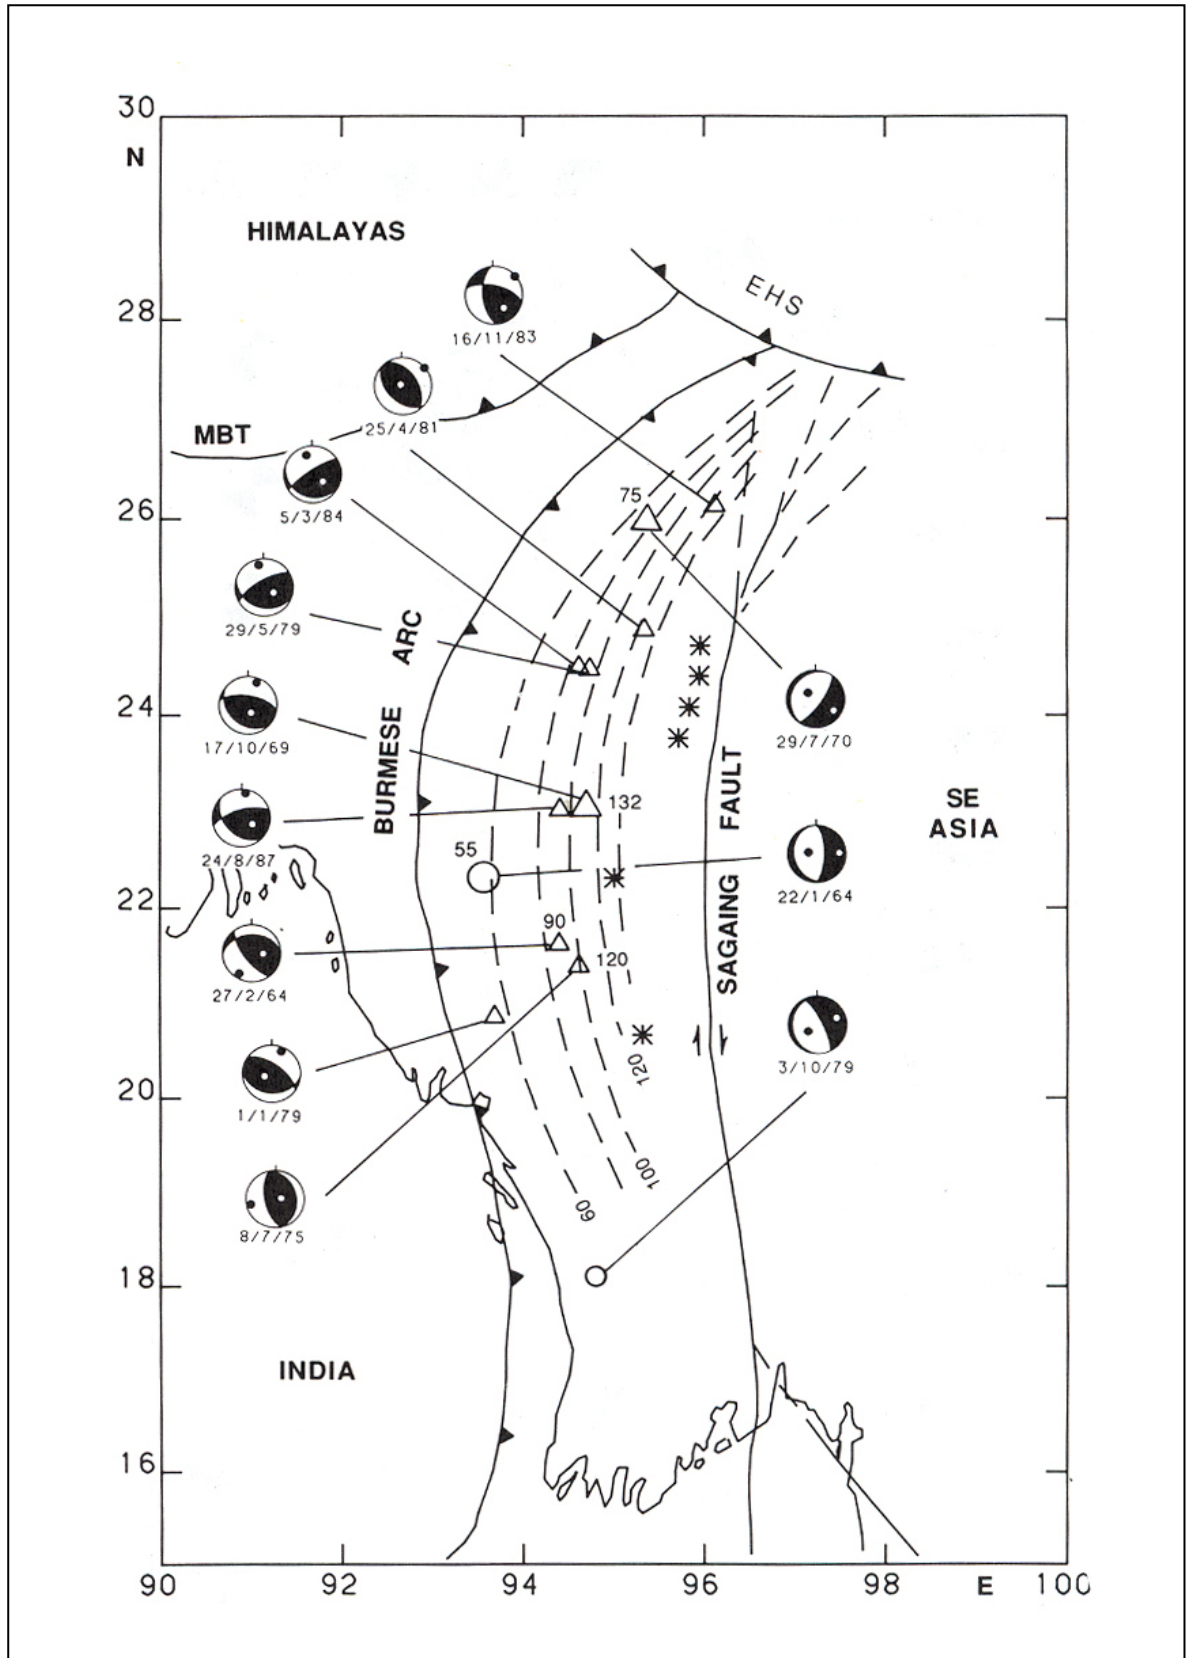 30
N
HIMALAYAS
EHS
16/11/83
28
25/4/81
MBT
5/3/84
75
26
29/5/79
ARC
29/7/70
24
17/10/69
BURMESE
132
FAULT
SE
ASIA
55
24/8/87
22/1/64
22
90
120
SAGAING
27/2/64
120
3/10/79
20
1/1/79
100
60
8/7/75
18
INDIA
16
90
92
94
96
98
E
100